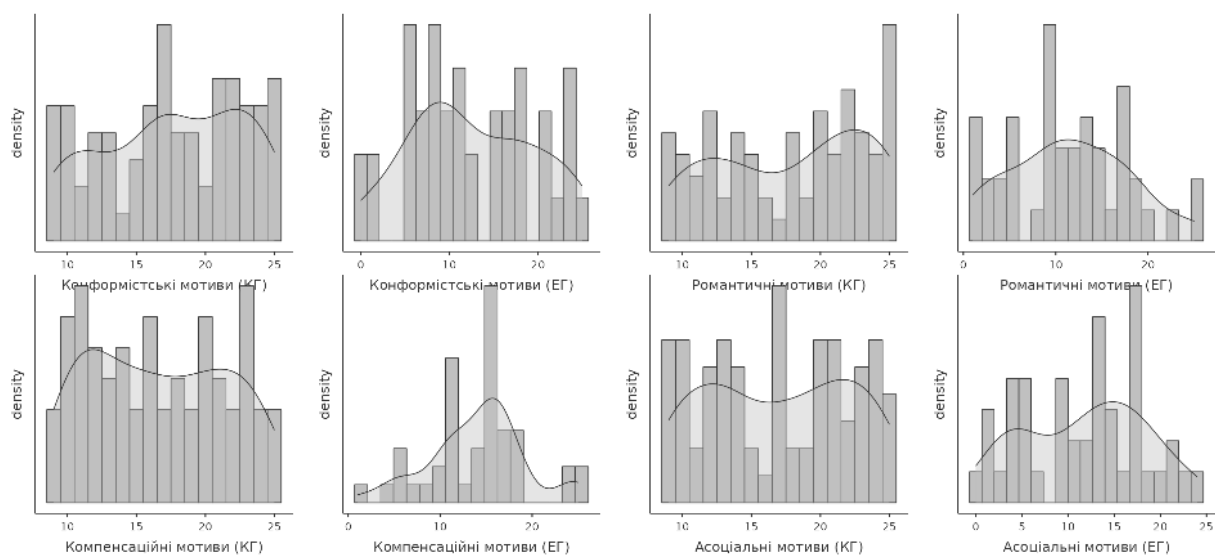 density
density
density
density
10 15 20 25
0 10 20
10 15 20 25
0 10 20
Конформістські мотиви (КГ)
Конформістські мотиви (ЕГ)
Романтичні мотиви (КГ)
Романтичні мотиви (ЕГ)
density
density
density
density
10 15 20 25
0 10 20
10 15 20 25
0 5 10 15 20 25
Компенсаційні мотиви (КГ)
Компенсаційні мотиви (ЕГ)
Асоціальні мотиви (КГ)
Асоціальні мотиви (ЕГ)